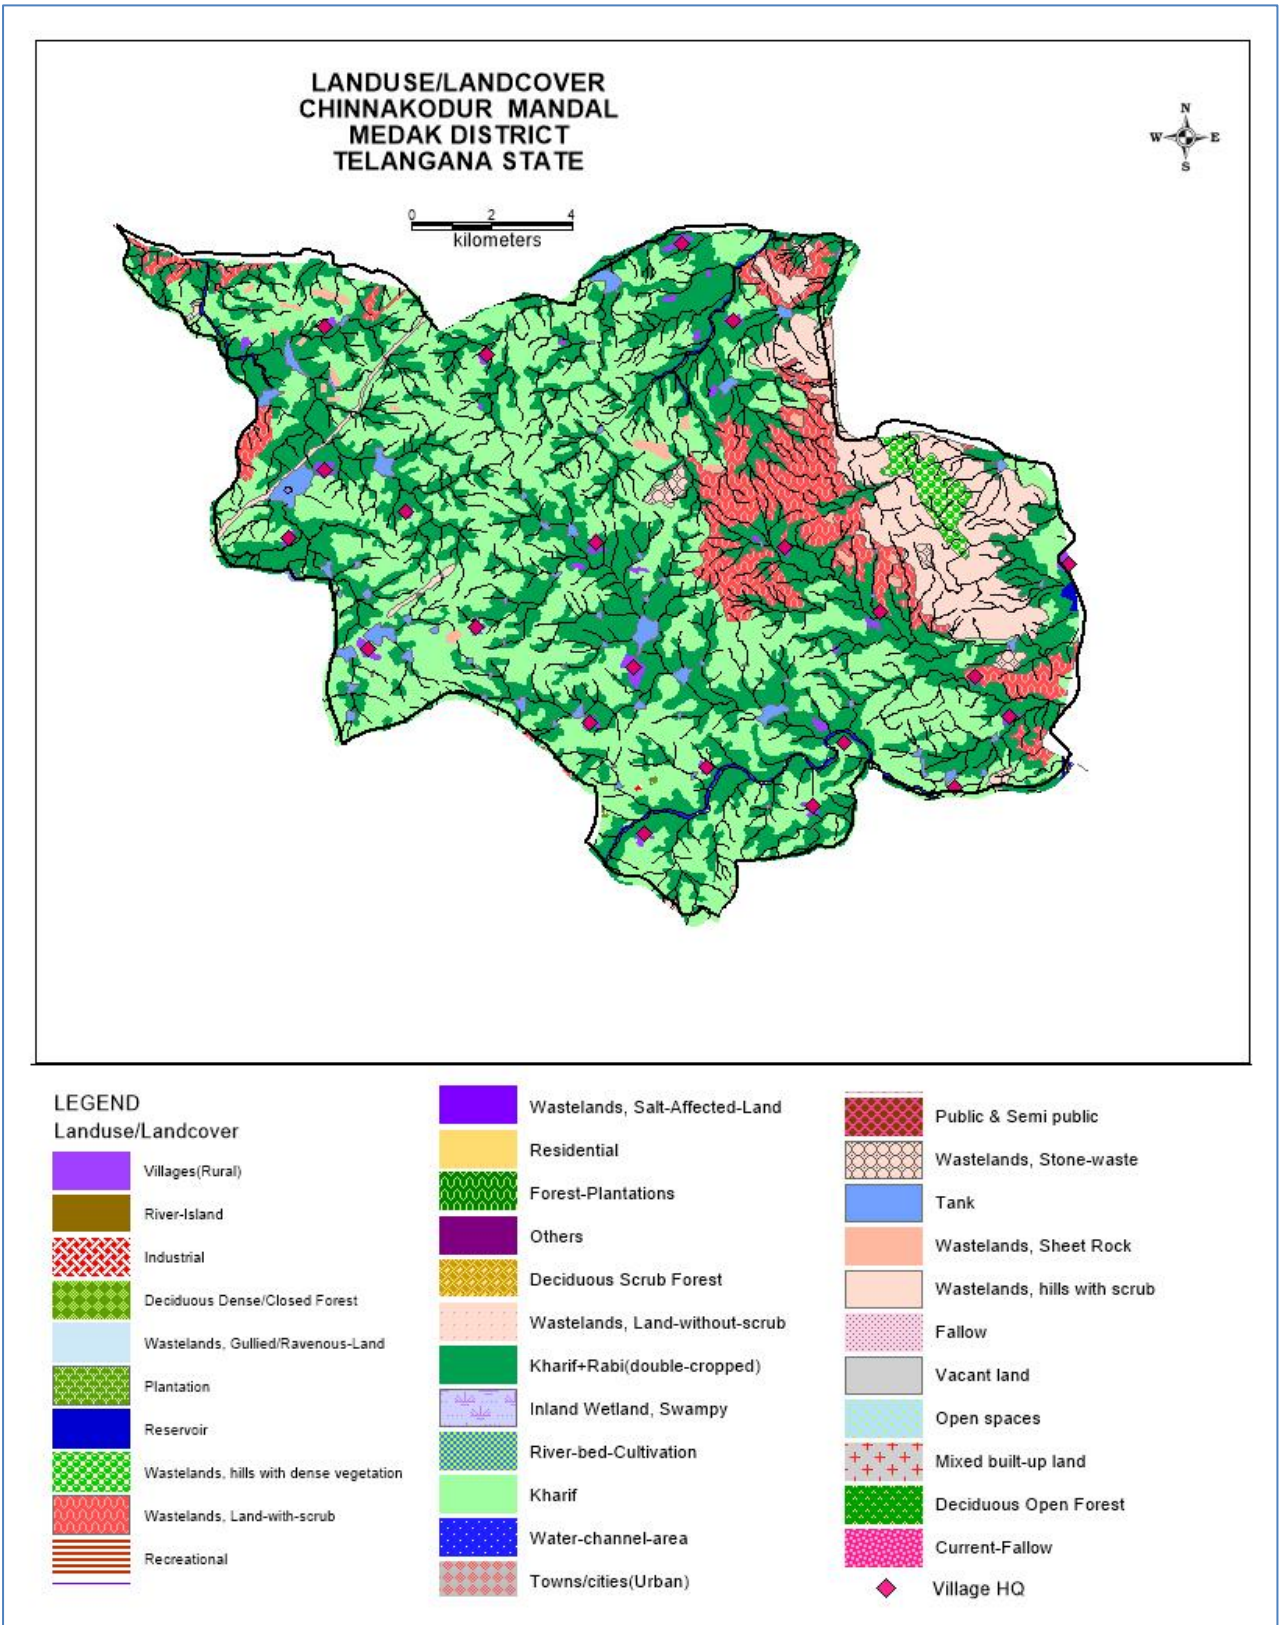 LANDUSE/LANDCOVER
CHINNAKODUR MANDAL
MEDAK DISTRICT
TELANGANA STATE
N
W E
S
0 2 4
kilometers
LEGEND
Landuse/Landcover
Villages(Rural)
River-Island
Industrial
Deciduous Dense/Closed Forest
Wastelands, Gullied/Ravenous-Land
Plantation
Reservoir
Wastelands, hills with dense vegetation
Wastelands, Land-with-scrub
Recreational
Wastelands, Salt-Affected-Land
Residential
Forest-Plantations
Others
Deciduous Scrub Forest
Wastelands, Land-without-scrub
Kharif+Rabi(double-cropped)
Inland Wetland, Swampy
River-bed-Cultivation
Kharif
Water-channel-area
Towns/cities(Urban)
Public & Semi public
Wastelands, Stone-waste
Tank
Wastelands, Sheet Rock
Wastelands, hills with scrub
Fallow
Vacant land
Open spaces
Mixed built-up land
Deciduous Open Forest
Current-Fallow
Village HQ